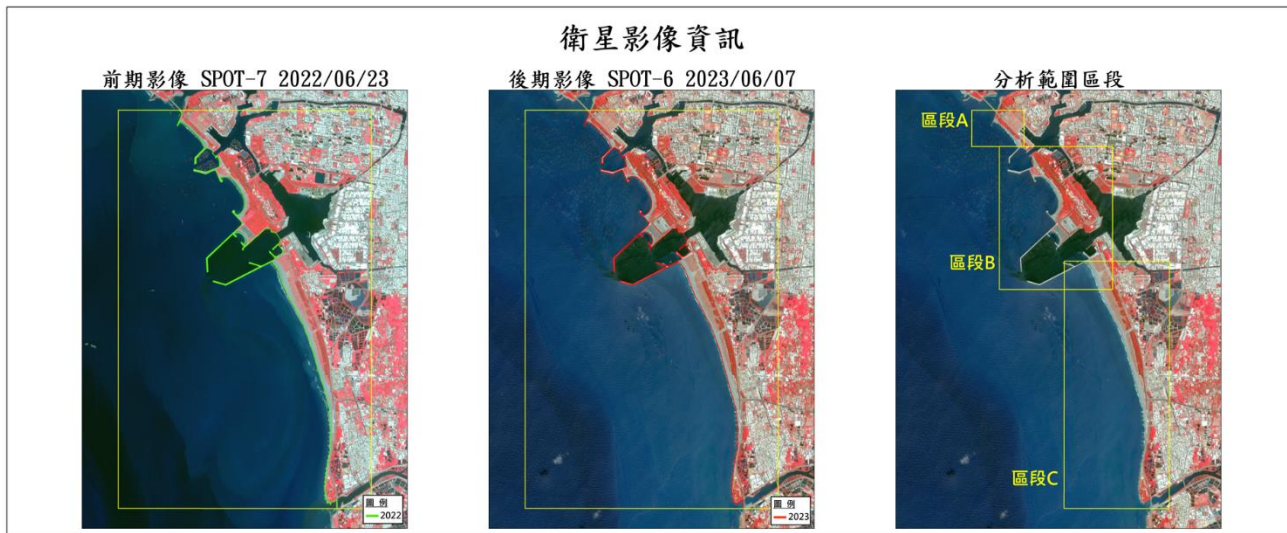 衛星影像資訊
前期影像 SPOT-7 2022/06/23
後期影像 SPOT-6 2023/06/07
分析範圍區段
圖 例
2022
圖 例
2023
區段A
區段B
區段C